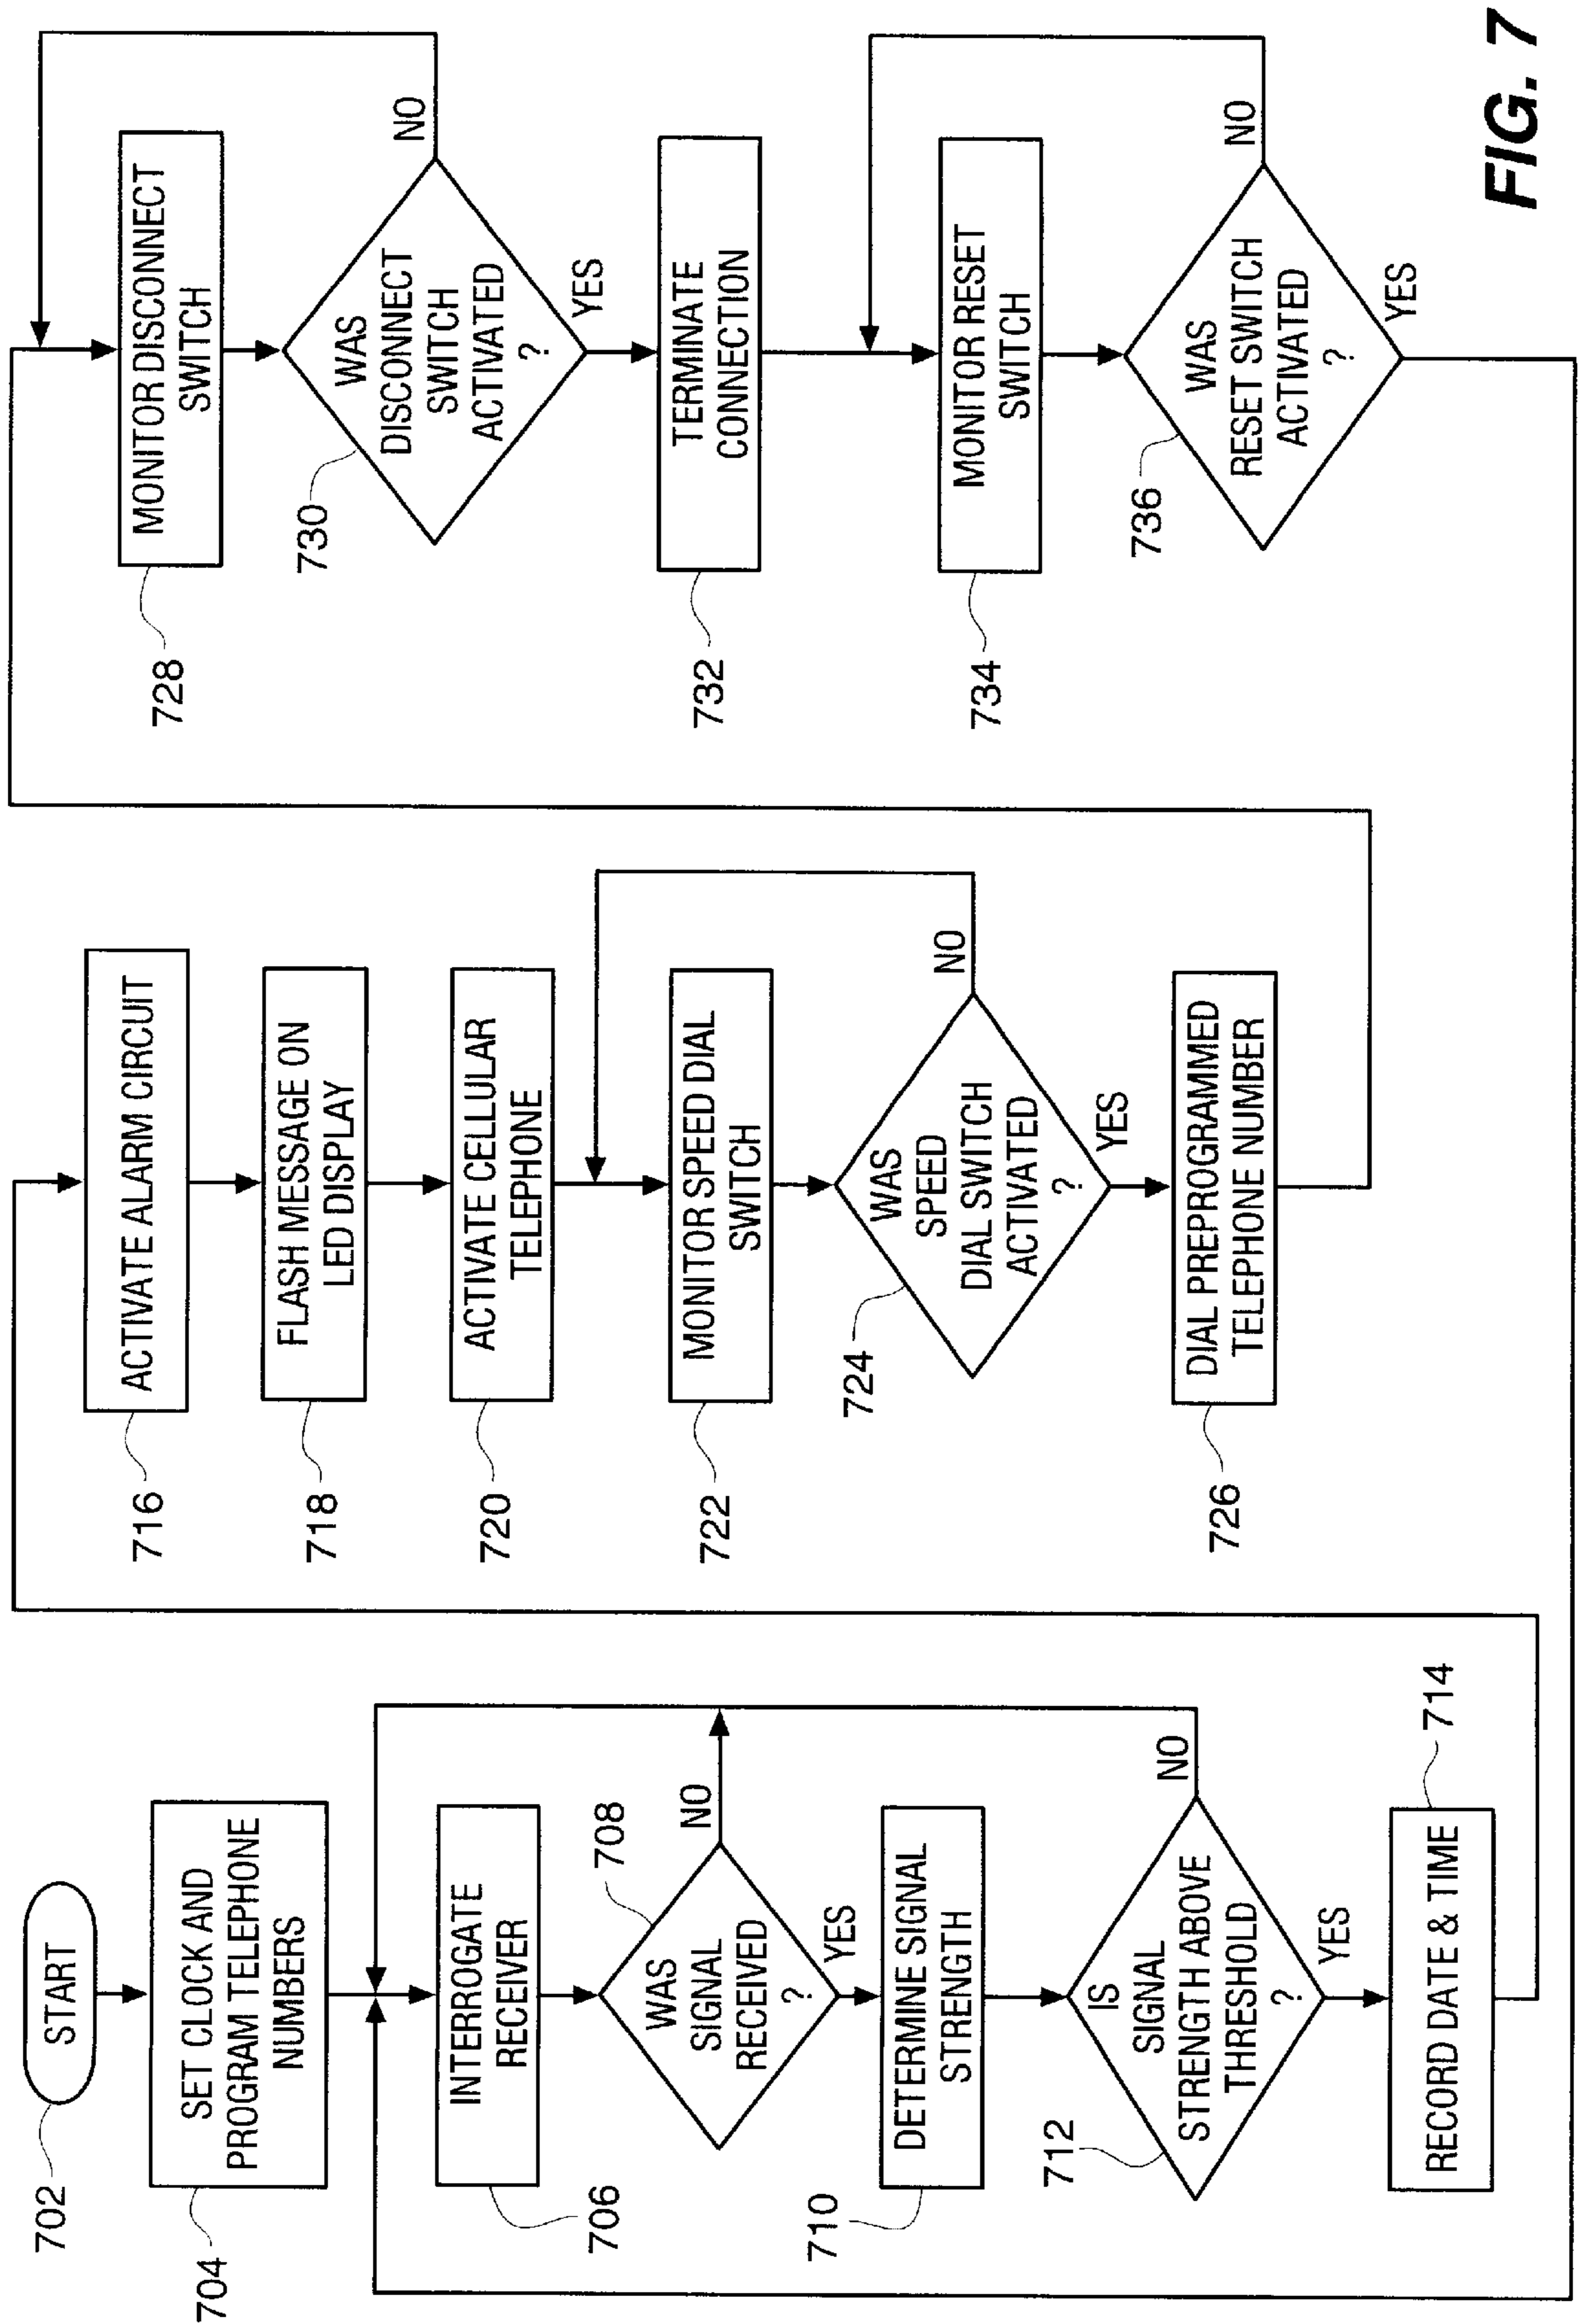 702
START
704
SET CLOCK AND
PROGRAM TELEPHONE
NUMBERS
706
INTERROGATE
RECEIVER
708
WAS
SIGNAL
RECEIVED
?
NO
YES
710
DETERMINE SIGNAL
STRENGTH
712
IS
SIGNAL
STRENGTH ABOVE
THRESHOLD
?
NO
YES
714
RECORD DATE & TIME
716
ACTIVATE ALARM CIRCUIT
718
FLASH MESSAGE ON
LED DISPLAY
720
ACTIVATE CELLULAR
TELEPHONE
722
MONITOR SPEED DIAL
SWITCH
724
WAS
SPEED
DIAL SWITCH
ACTIVATED
?
NO
YES
726
DIAL PREPROGRAMMED
TELEPHONE NUMBER
728
MONITOR DISCONNECT
SWITCH
730
WAS
DISCONNECT
SWITCH
ACTIVATED
?
NO
YES
732
TERMINATE
CONNECTION
734
MONITOR RESET
SWITCH
736
WAS
RESET SWITCH
ACTIVATED
?
NO
YES
FIG. 7